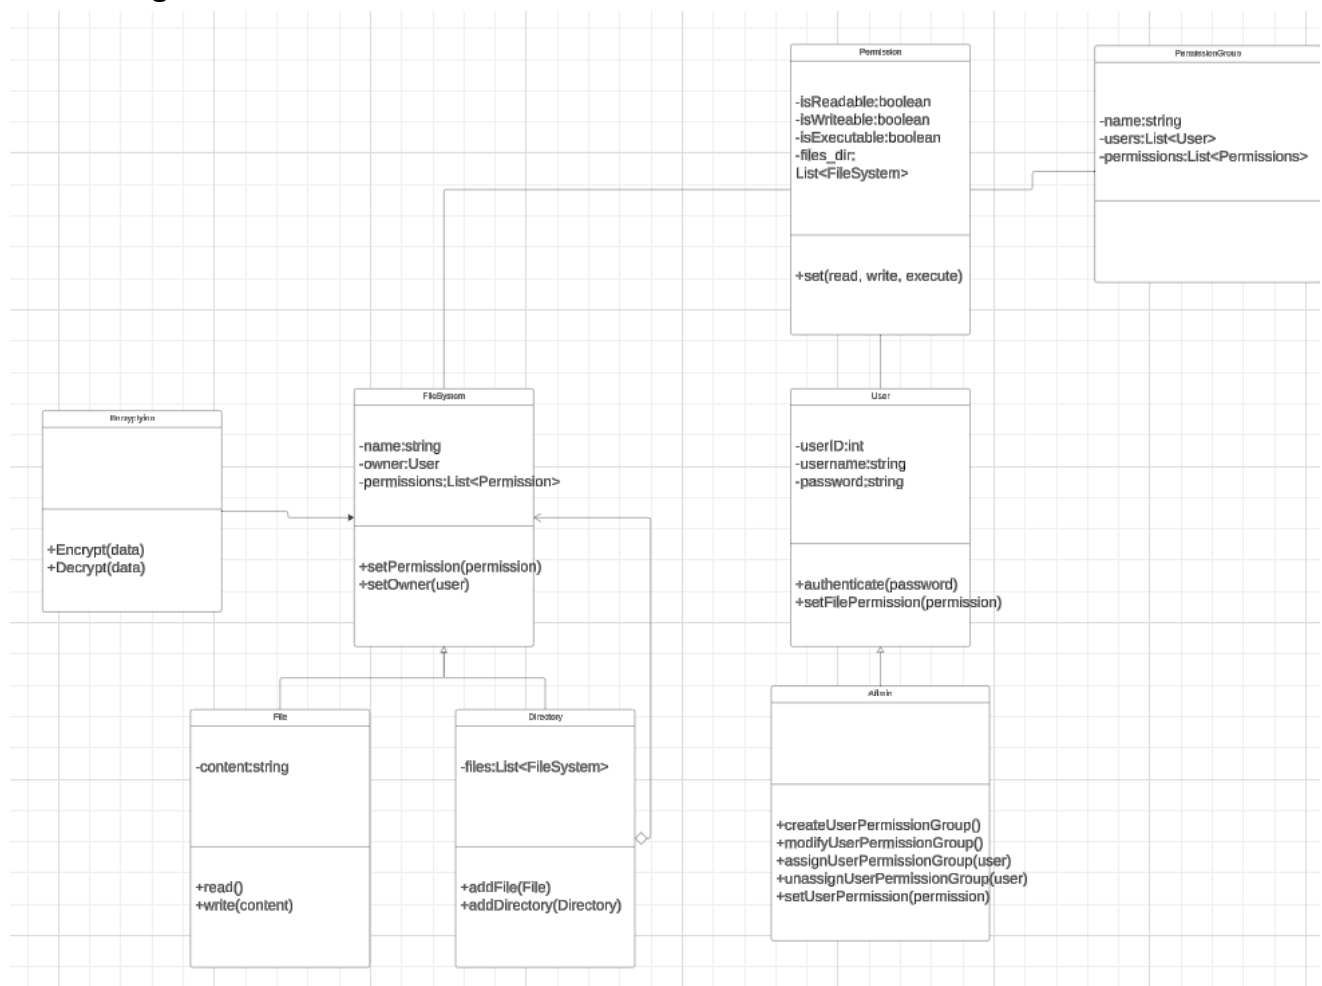 Permission
-isReadable:boolean
-isWriteable:boolean
-isExecutable:boolean
-files_dir:
List<FileSystem>
+set(read, write, execute)
PermissionGroup
-name:string
-users:List<User>
-permissions:List<Permissions>
Encryptyion
+Encrypt(data)
+Decrypt(data)
FileSystem
-name:string
-owner:User
-permissions:List<Permission>
+setPermission(permission)
+setOwner(user)
User
-userID:int
-username:string
-password:string
+authenticate(password)
+setFilePermission(permission)
File
-content:string
+read()
+write(content)
Directory
-files:List<FileSystem>
+addFile(File)
+addDirectory(Directory)
Admin
+createUserPermissionGroup()
+modifyUserPermissionGroup()
+assignUserPermissionGroup(user)
+unassignUserPermissionGroup(user)
+setUserPermission(permission)